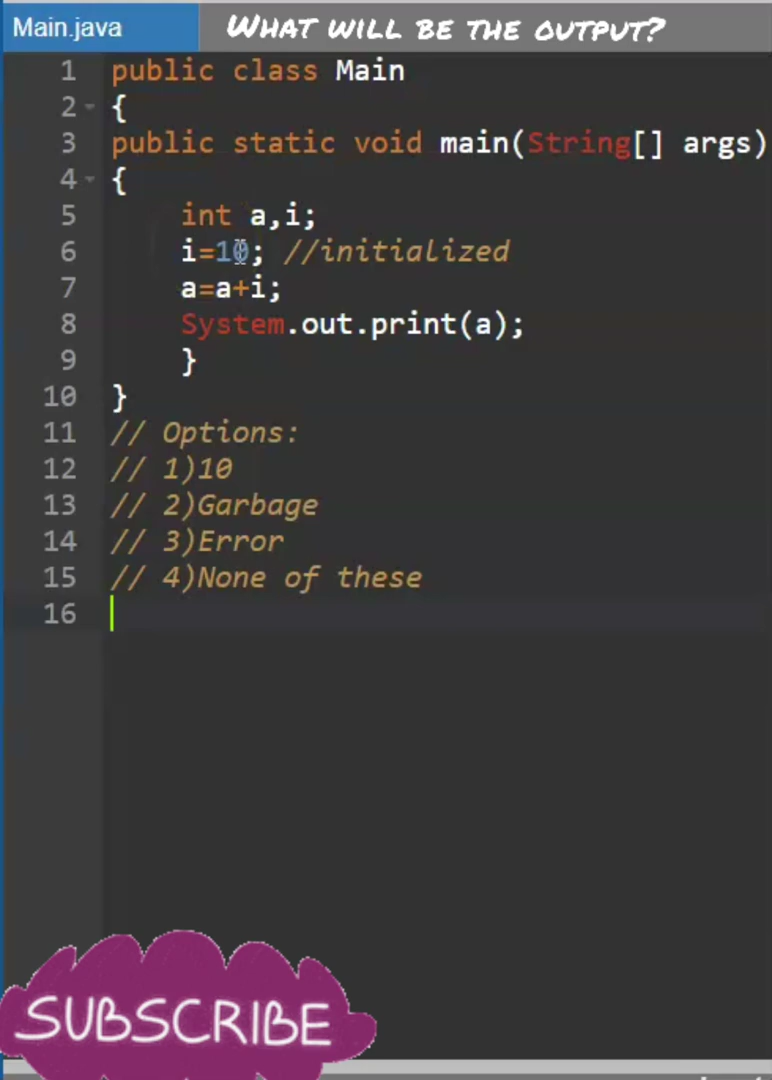 Main.java
WHAT WILL BE THE OUTPUT?
1 public class Main
2 {
3 public static void main(String[] args)
4 {
5 int a,i;
6 i=10; //initialized
7 a=a+i;
8 System.out.print(a);
9 }
10 }
11 // Options:
12 // 1)10
13 // 2)Garbage
14 // 3)Error
15 // 4)None of these
16
SUBSCRIBE